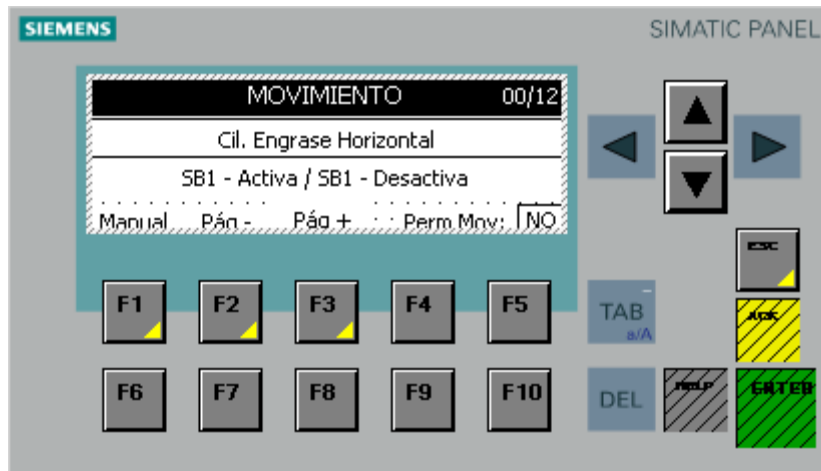 SIEMENS
SIMATIC PANEL
MOVIMIENTO 00/12
Cil. Engrase Horizontal
SB1 - Activa / SB1 - Desactiva
Manual Pág - Pág + Perm Mov: NO
ESC
F1 F2 F3 F4 F5 TAB ACK
a/A
F6 F7 F8 F9 F10 DEL HELP ENTER